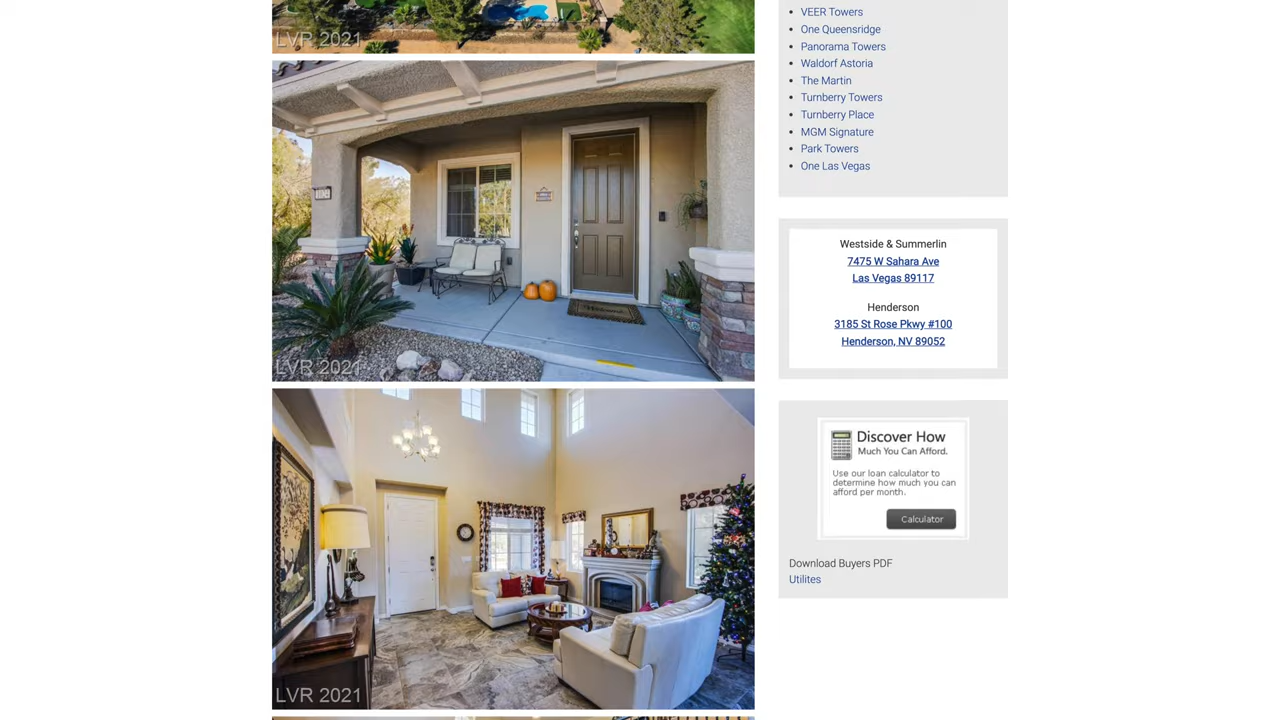 LVR 2021
LVR 2021
LVR 2021
VEER Towers
One Queensridge
Panorama Towers
Waldorf Astoria
The Martin
Turnberry Towers
Turnberry Place
MGM Signature
Park Towers
One Las Vegas
Westside & Summerlin
7475 W Sahara Ave
Las Vegas 89117
Henderson
3185 St Rose Pkwy #100
Henderson, NV 89052
Discover How
Much You Can Afford.
Use our loan calculator to
determine how much you can
afford per month.
Calculator
Download Buyers PDF
Utilites